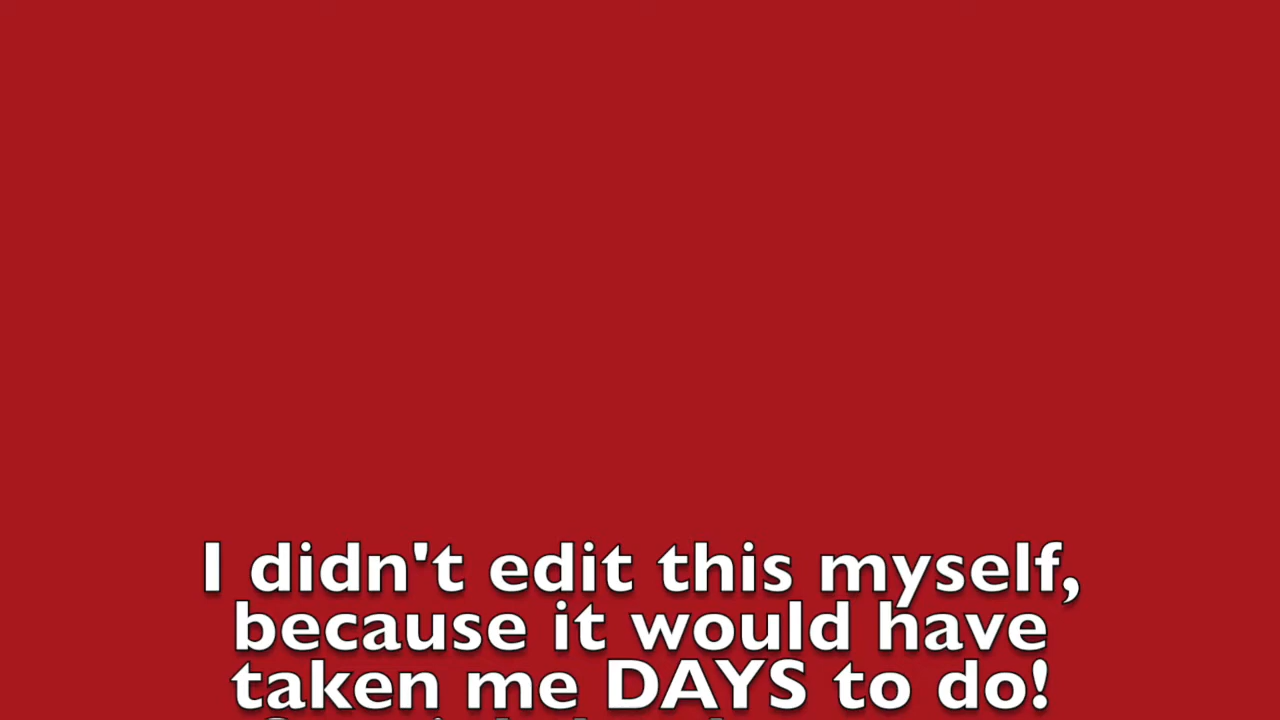 I didn't edit this myself,
because it would have
taken me DAYS to do!